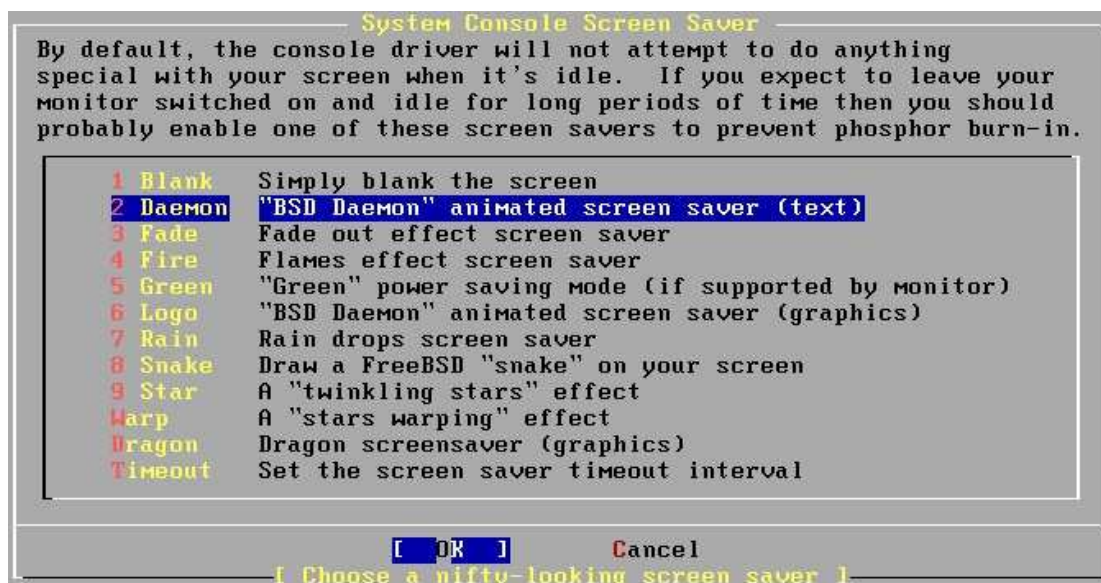 System Console Screen Saver
By default, the console driver will not attempt to do anything
special with your screen when it's idle.  If you expect to leave your
monitor switched on and idle for long periods of time then you should
probably enable one of these screen savers to prevent phosphor burn-in.
1 Blank    Simply blank the screen
2 Daemon   "BSD Daemon" animated screen saver (text)
3 Fade     Fade out effect screen saver
4 Fire     Flames effect screen saver
5 Green    "Green" power saving mode (if supported by monitor)
6 Logo     "BSD Daemon" animated screen saver (graphics)
7 Rain     Rain drops screen saver
8 Snake    Draw a FreeBSD "snake" on your screen
9 Star     A "twinkling stars" effect
Warp       A "stars warping" effect
Dragon     Dragon screensaver (graphics)
Timeout    Set the screen saver timeout interval
[  OK  ]       Cancel
[ Choose a nifty-looking screen saver ]